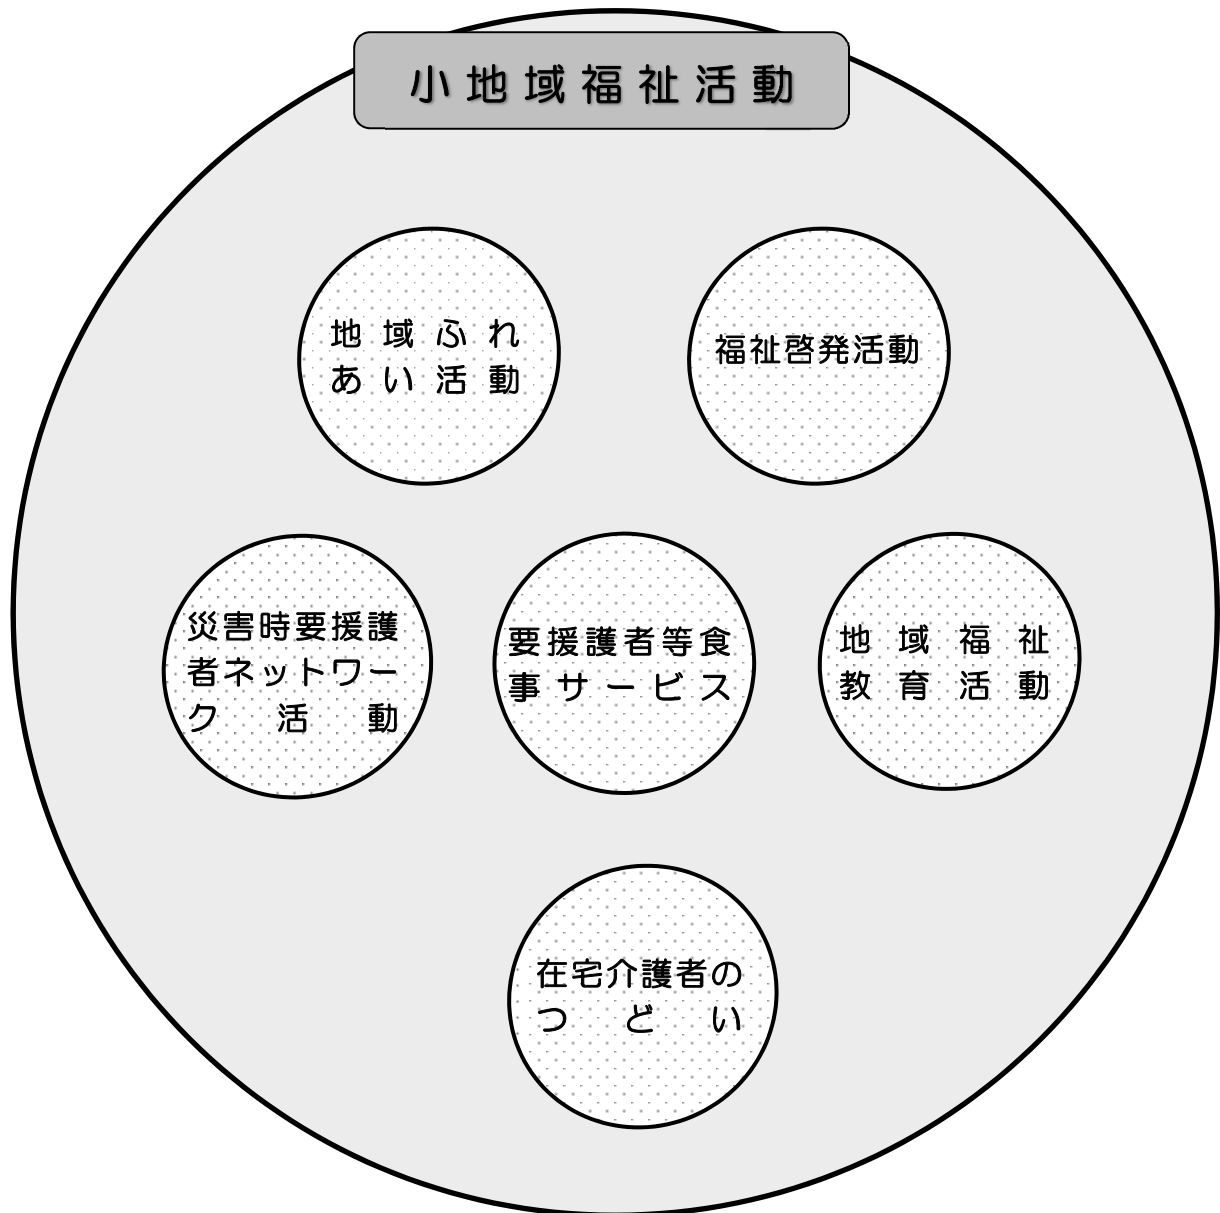 小地域福祉活動
地域ふれ
あい活動
福祉啓発活動
災害時要援護
者ネットワー
ク活動
要援護者等食
事サービス
地域福祉
教育活動
在宅介護者の
つどい